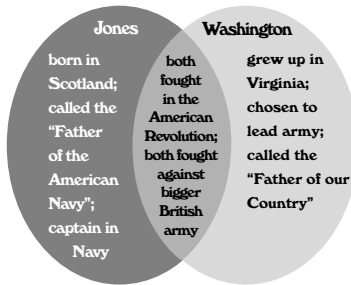 Jones
born in
Scotland;
called the
“Father
of the
American
Navy”;
captain in
Navy
both
fought
in the
American
Revolution;
both fought
against
bigger
British
army
Washington
grew up in
Virginia;
chosen to
lead army;
called the
“Father of our
Country”